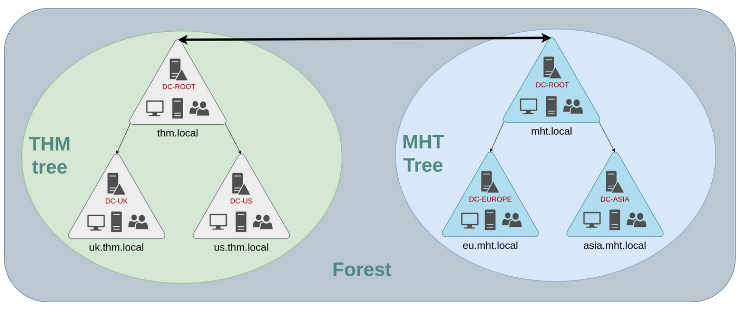 DC-ROOT
thm.local
THM
tree
DC-UK
uk.thm.local
DC-US
us.thm.local
DC-ROOT
mht.local
MHT
Tree
DC-EUROPE
eu.mht.local
DC-ASIA
asia.mht.local
Forest